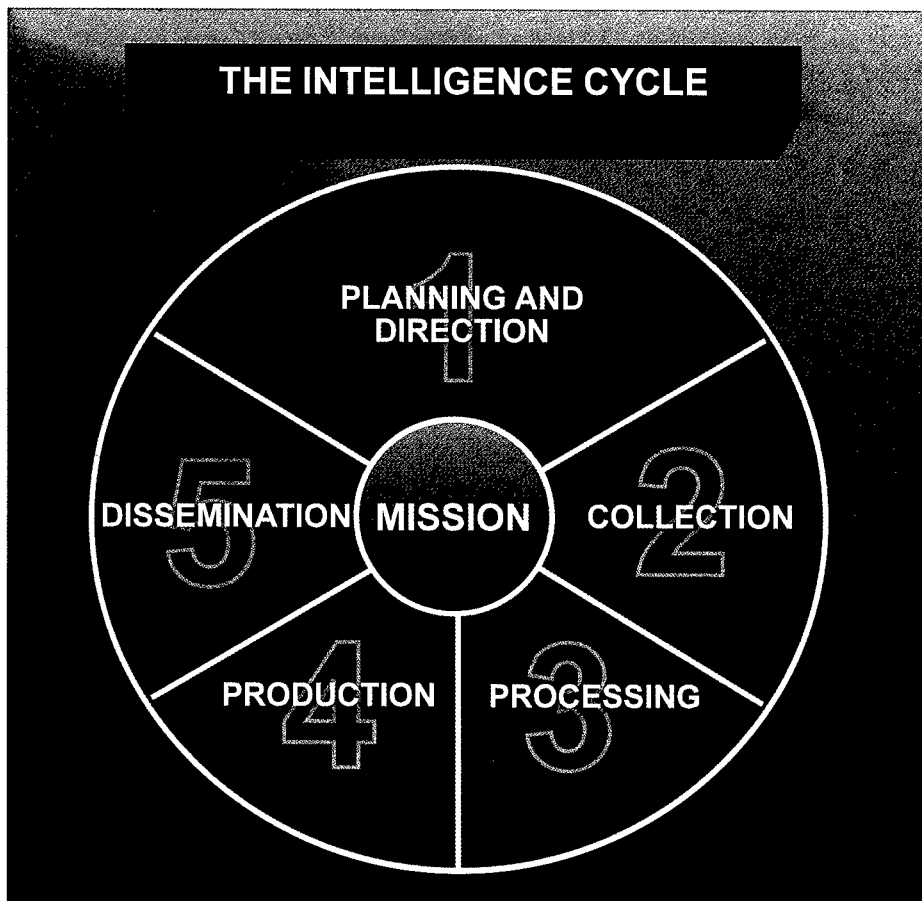 THE INTELLIGENCE CYCLE
1
PLANNING AND
DIRECTION
2
COLLECTION
3
PROCESSING
4
PRODUCTION
5
DISSEMINATION
MISSION